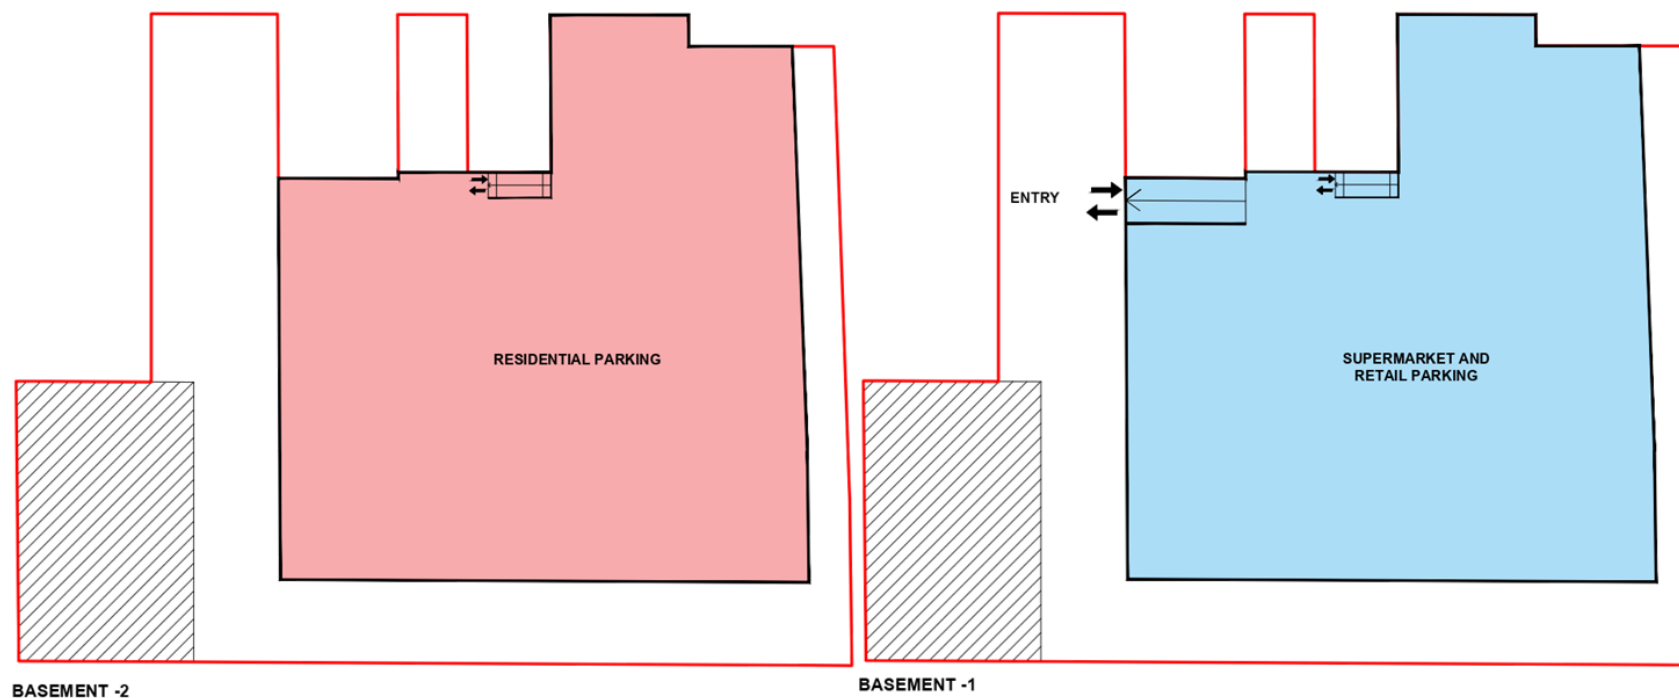 RESIDENTIAL PARKING
BASEMENT -2
ENTRY
SUPERMARKET AND
RETAIL PARKING
BASEMENT -1